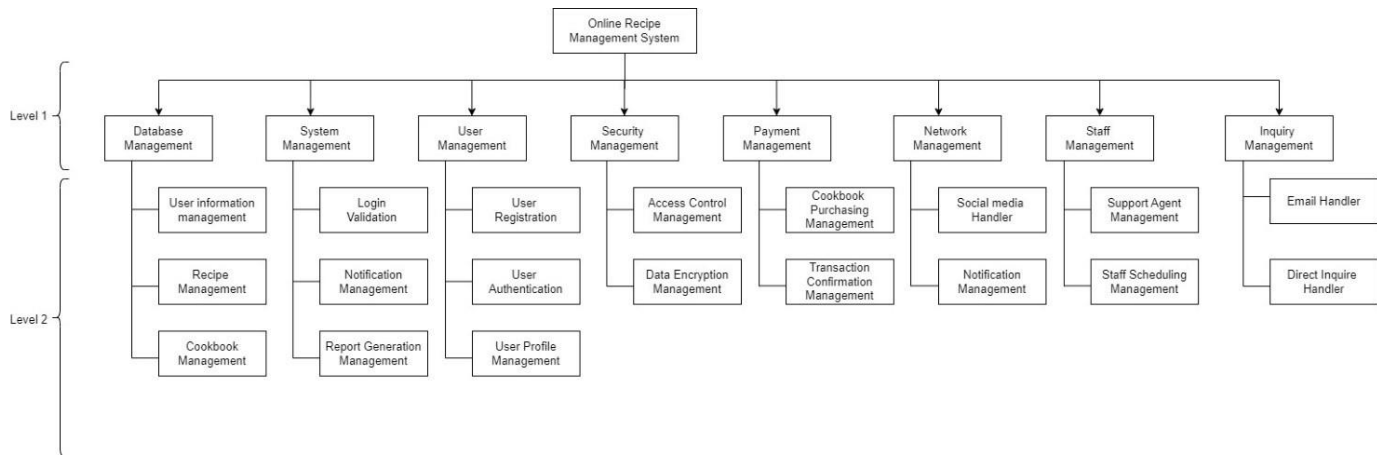 Online Recipe
Management System
Level 1
Database
Management
System
Management
User
Management
Security
Management
Payment
Management
Network
Management
Staff
Management
Inquiry
Management
Level 2
User information
management
Login
Validation
User
Registration
Access Control
Management
Cookbook
Purchasing
Management
Social media
Handler
Support Agent
Management
Email Handler
Recipe
Management
Notification
Management
User
Authentication
Data Encryption
Management
Transaction
Confirmation
Management
Notification
Management
Staff Scheduling
Management
Direct Inquire
Handler
Cookbook
Management
Report Generation
Management
User Profile
Management